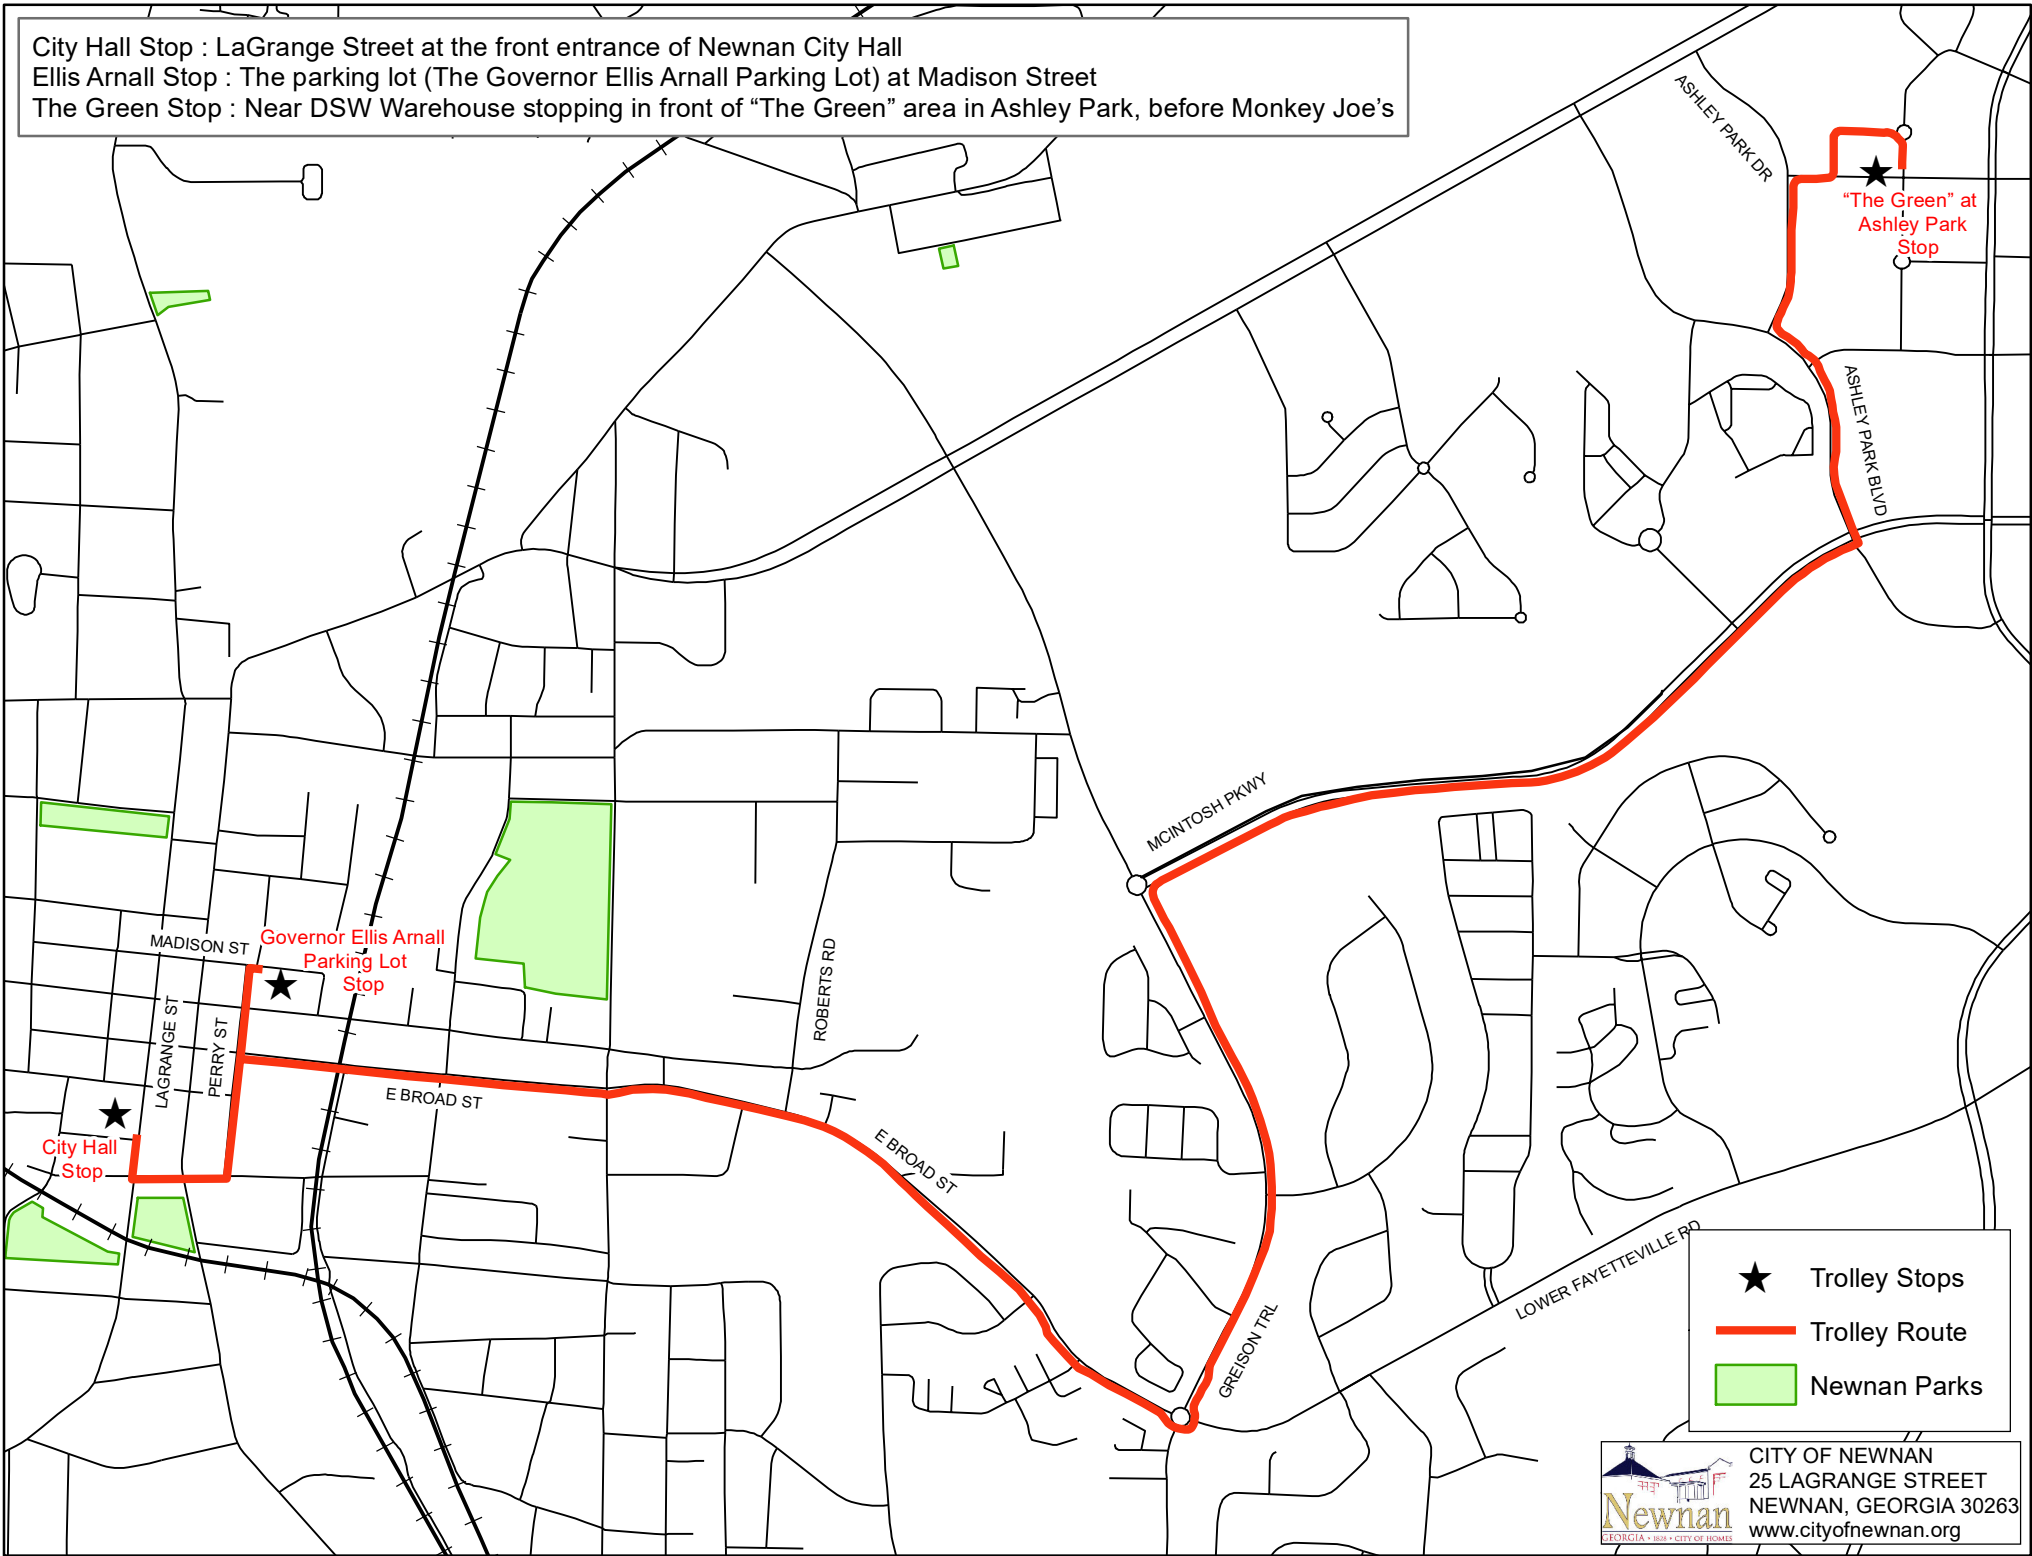 City Hall Stop : LaGrange Street at the front entrance of Newnan City Hall
Ellis Arnall Stop : The parking lot (The Governor Ellis Arnall Parking Lot) at Madison Street
The Green Stop : Near DSW Warehouse stopping in front of “The Green” area in Ashley Park, before Monkey Joe’s
ASHLEY PARK DR
“The Green” at
Ashley Park
Stop
ASHLEY PARK BLVD
MCINTOSH PKWY
MADISON ST
Governor Ellis Arnall
Parking Lot
Stop
LAGRANGE ST
PERRY ST
ROBERTS RD
E BROAD ST
E BROAD ST
City Hall
Stop
GREISON TRL
LOWER FAYETTEVILLE RD
Trolley Stops
Trolley Route
Newnan Parks
Newnan
GEORGIA • 1828 • CITY OF HOMES
CITY OF NEWNAN
25 LAGRANGE STREET
NEWNAN, GEORGIA 30263
www.cityofnewnan.org